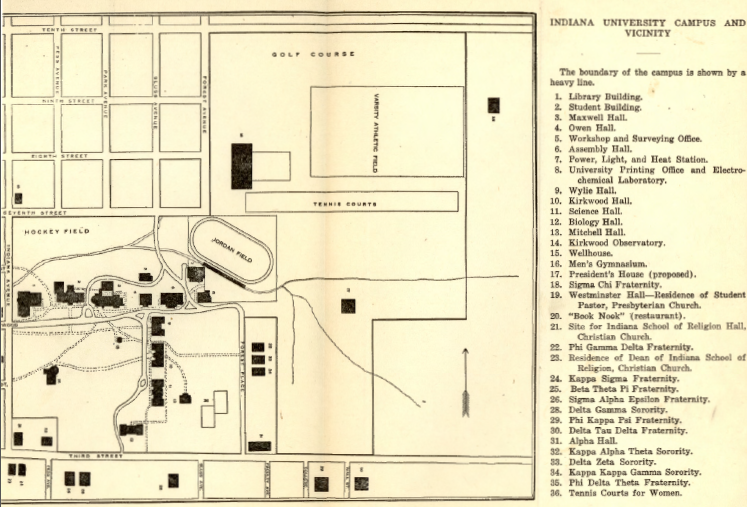 TENTH STREET
GOLF COURSE
PARK AVENUE
FOREST AVENUE
VARSITY ATHLETIC FIELD
NINTH STREET
EIGHTH STREET
TENNIS COURTS
SEVENTH STREET
HOCKEY FIELD
JORDAN FIELD
INDIANA AVENUE
FOREST PLACE
THIRD STREET
INDIANA UNIVERSITY CAMPUS AND
VICINITY
The boundary of the campus is shown by a
heavy line.
1. Library Building.
2. Student Building.
3. Maxwell Hall.
4. Owen Hall.
5. Workshop and Surveying Office.
6. Assembly Hall.
7. Power, Light, and Heat Station.
8. University Printing Office and Electro-
chemical Laboratory.
9. Wylie Hall.
10. Kirkwood Hall.
11. Science Hall.
12. Biology Hall.
13. Mitchell Hall.
14. Kirkwood Observatory.
15. Wellhouse.
16. Men's Gymnasium.
17. President's House (proposed).
18. Sigma Chi Fraternity.
19. Westminster Hall—Residence of Student
Pastor, Presbyterian Church.
20. "Book Nook" (restaurant).
21. Site for Indiana School of Religion Hall,
Christian Church.
22. Phi Gamma Delta Fraternity.
23. Residence of Dean of Indiana School of
Religion, Christian Church.
24. Kappa Sigma Fraternity.
25. Beta Theta Pi Fraternity.
26. Sigma Alpha Epsilon Fraternity.
28. Delta Gamma Sorority.
29. Phi Kappa Psi Fraternity.
30. Delta Tau Delta Fraternity.
31. Alpha Hall.
32. Kappa Alpha Theta Sorority.
33. Delta Zeta Sorority.
34. Kappa Kappa Gamma Sorority.
35. Phi Delta Theta Fraternity.
36. Tennis Courts for Women.